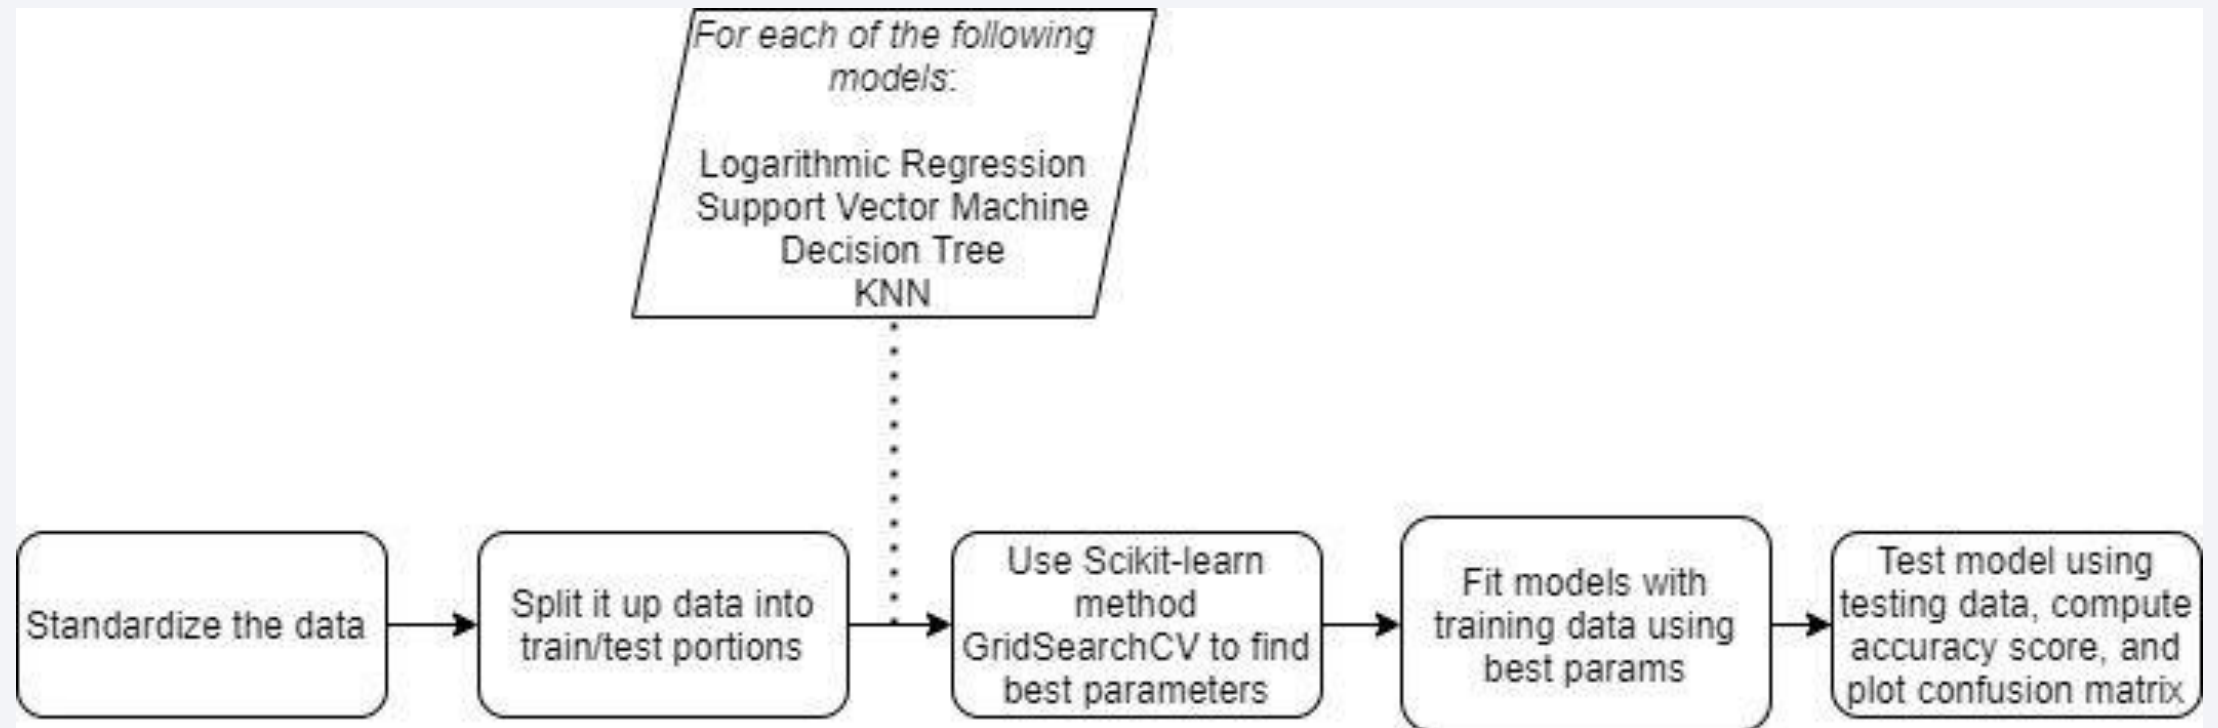 For each of the following
models:
Logarithmic Regression
Support Vector Machine
Decision Tree
KNN
Standardize the data
Split it up data into
train/test portions
Use Scikit-learn
method
GridSearchCV to find
best parameters
Fit models with
training data using
best params
Test model using
testing data, compute
accuracy score, and
plot confusion matrix